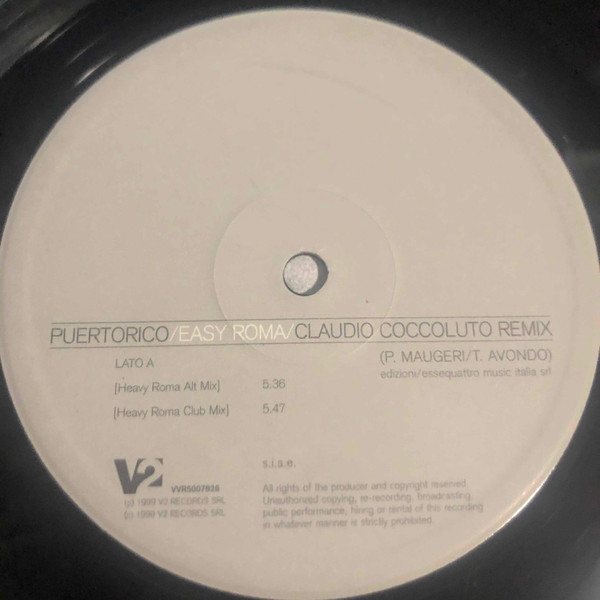 PUERTORICO/EASY ROMA/CLAUDIO COCCOLUTO REMIX
(P. MAUGERI/T. AVONDO)
edizioni/essequattro music italia srl
LATO A
[Heavy Roma Alt Mix] 5.36
[Heavy Roma Club Mix] 5.47
V2 VVR5007826
(p) 1999 V2 RECORDS SRL
(c) 1999 V2 RECORDS SRL
s.i.a.e.
All rights of the producer and copyright reserved.
Unauthorized copying, re-recording, broadcasting,
public performance, hiring or rental of this recording
in whatever manner is strictly prohibited.